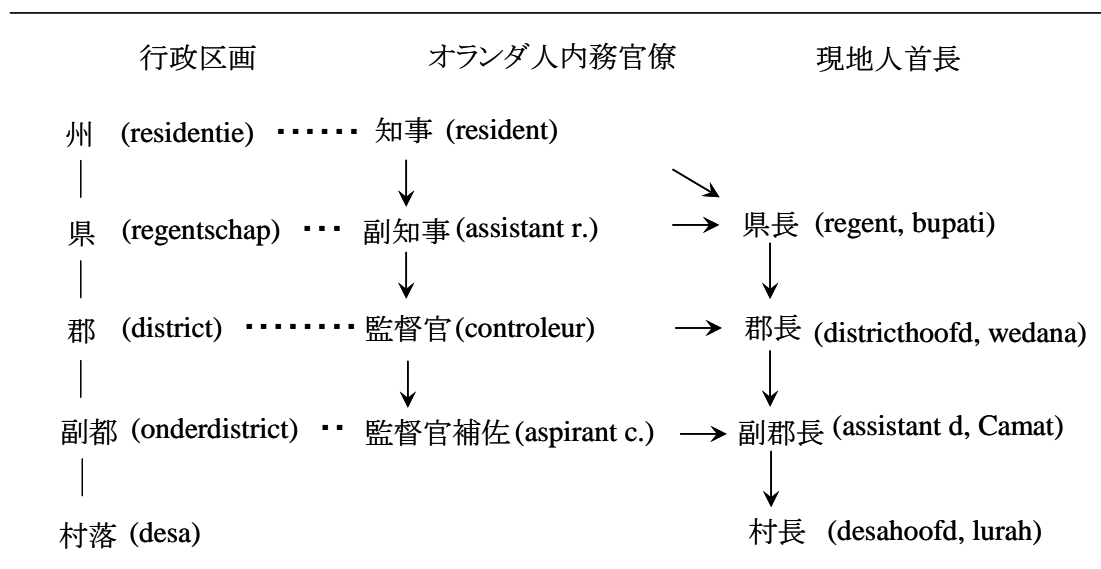 行政区画 オランダ人内務官僚 現地人首長
州 (residentie) ‥‥‥ 知事 (resident)
県 (regentschap) ‥・ 副知事 (assistant r.) 県長 (regent, bupati)
郡 (district) ‥‥‥‥ 監督官 (controleur) 郡長 (districthoofd, wedana)
副都 (onderdistrict) ‥ 監督官補佐 (aspirant c.) 副郡長 (assistant d, Camat)
村落 (desa) 村長 (desahoofd, lurah)